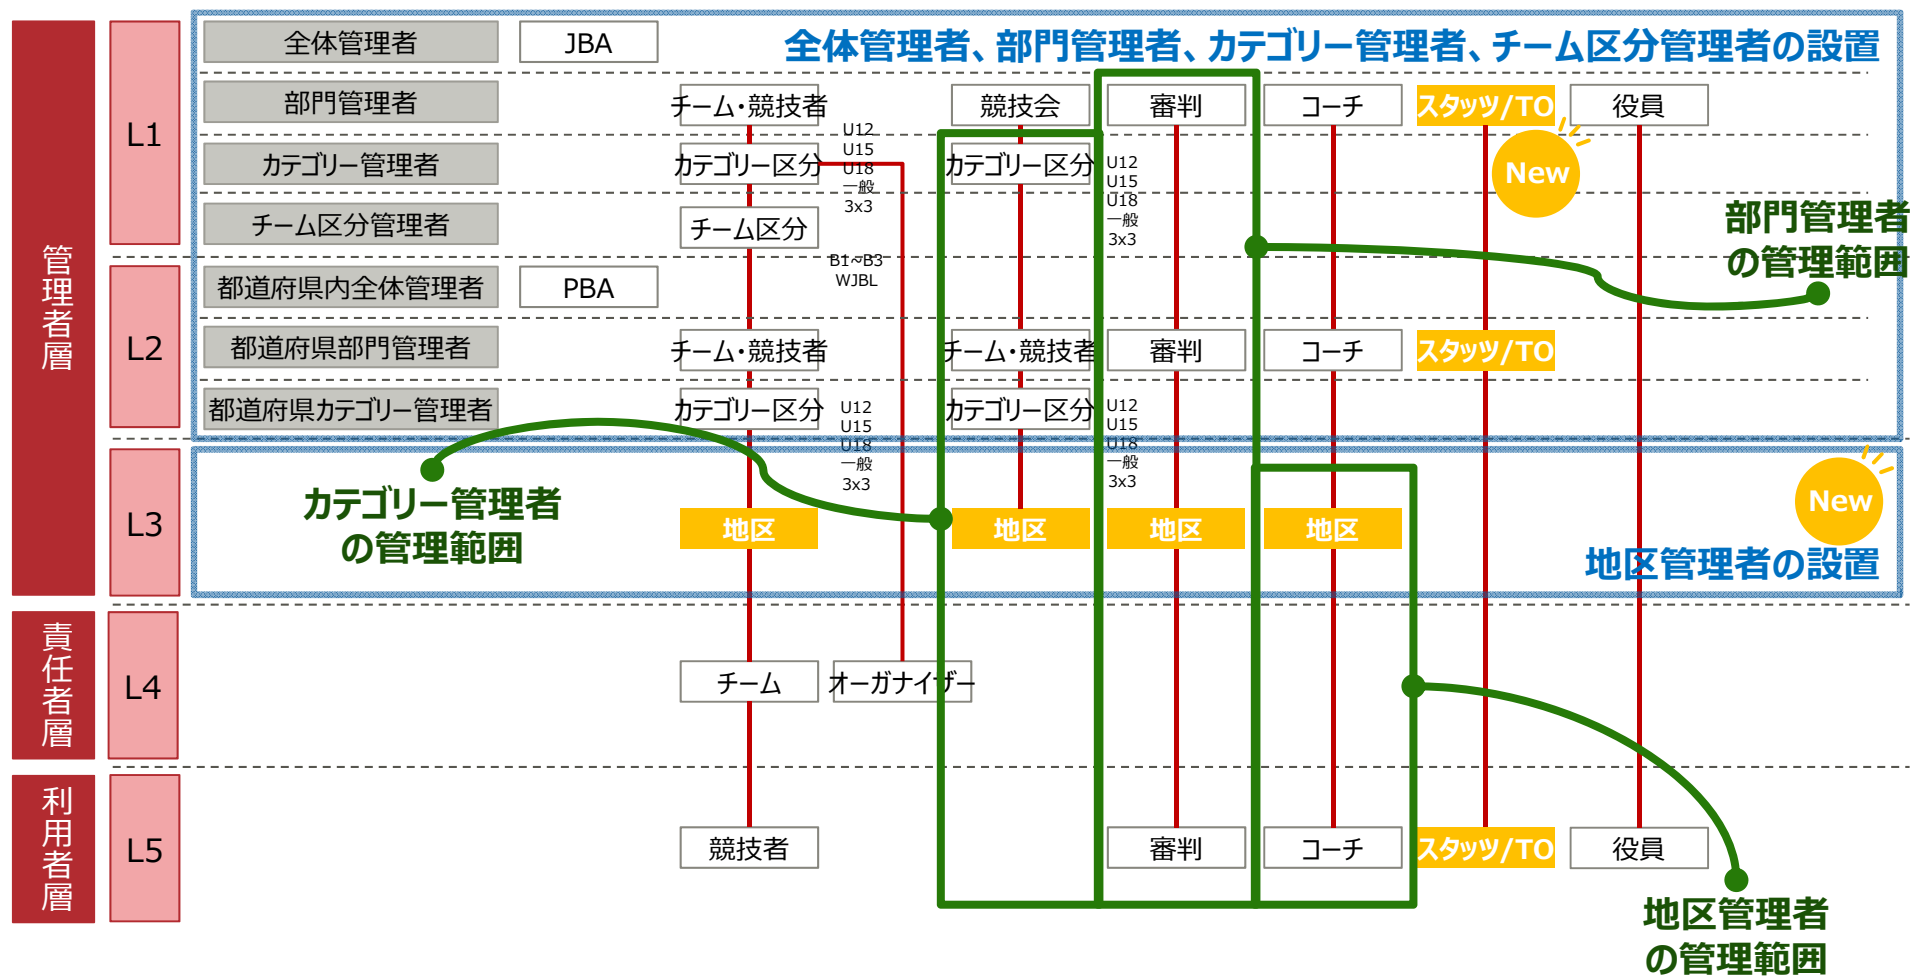 全体管理者、部門管理者、カテゴリー管理者、チーム区分管理者の設置
管理者層
L1
全体管理者
JBA
部門管理者
チーム・競技者
競技会
審判
コーチ
スタッツ/TO
役員
New
カテゴリー管理者
カテゴリー区分
U12
U15
U18
一般
3x3
カテゴリー区分
U12
U15
U18
一般
3x3
チーム区分管理者
チーム区分
B1~B3
WJBL
部門管理者
の管理範囲
L2
都道府県内全体管理者
PBA
都道府県部門管理者
チーム・競技者
チーム・競技者
審判
コーチ
スタッツ/TO
都道府県カテゴリー管理者
カテゴリー区分
U12
U15
U18
一般
3x3
カテゴリー区分
U12
U15
U18
一般
3x3
L3
カテゴリー管理者
の管理範囲
地区
地区
地区
地区
New
地区管理者の設置
責任者層
L4
チーム
オーガナイザー
利用者層
L5
競技者
審判
コーチ
スタッツ/TO
役員
地区管理者
の管理範囲